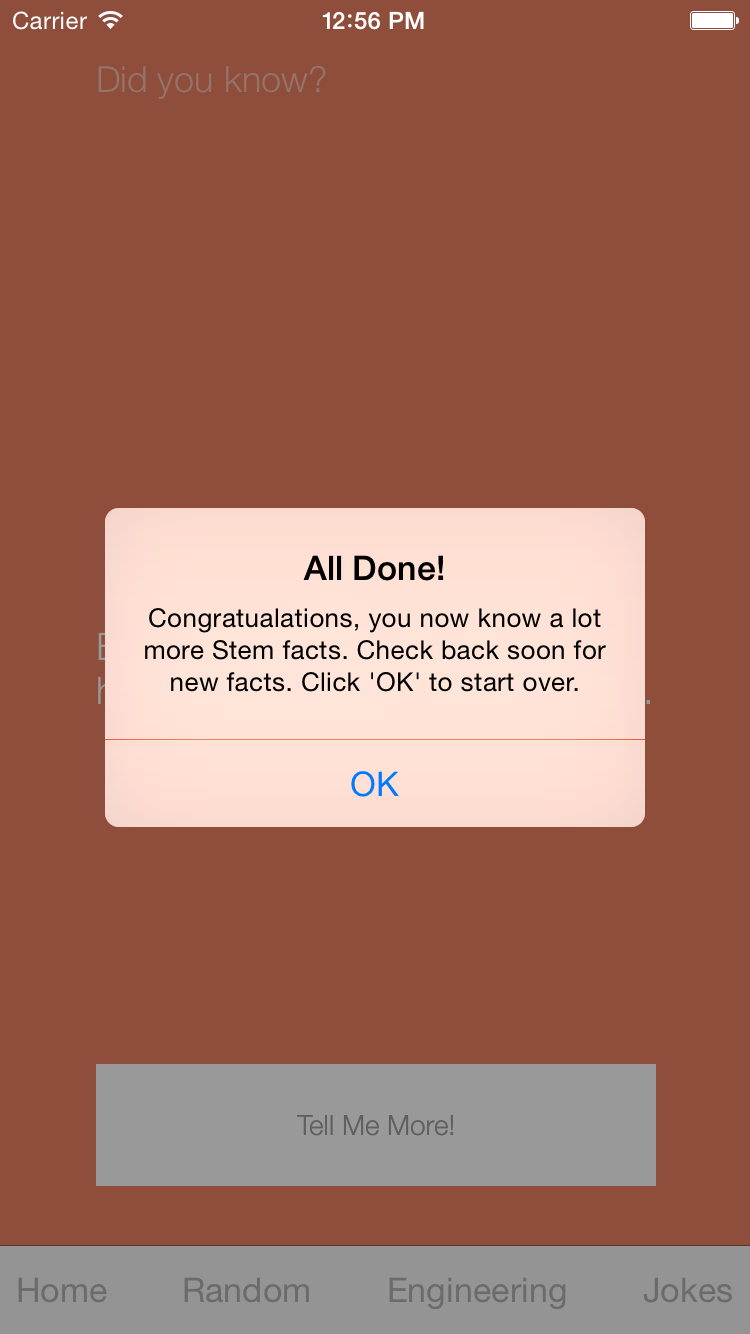 Carrier 12:56 PM
Did you know?
All Done!
Congratualations, you now know a lot
more Stem facts. Check back soon for
new facts. Click 'OK' to start over.
OK
Tell Me More!
Home Random Engineering Jokes